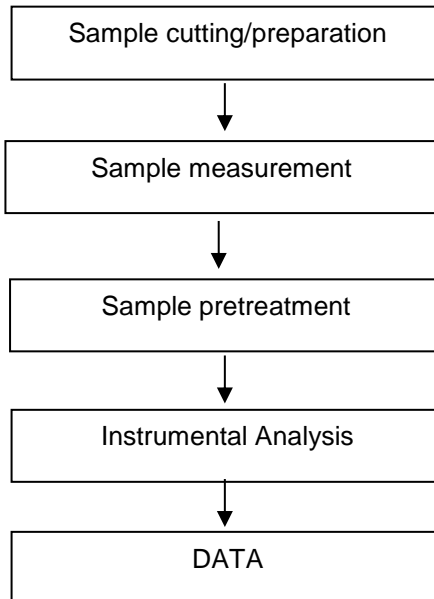 Sample cutting/preparation
Sample measurement
Sample pretreatment
Instrumental Analysis
DATA